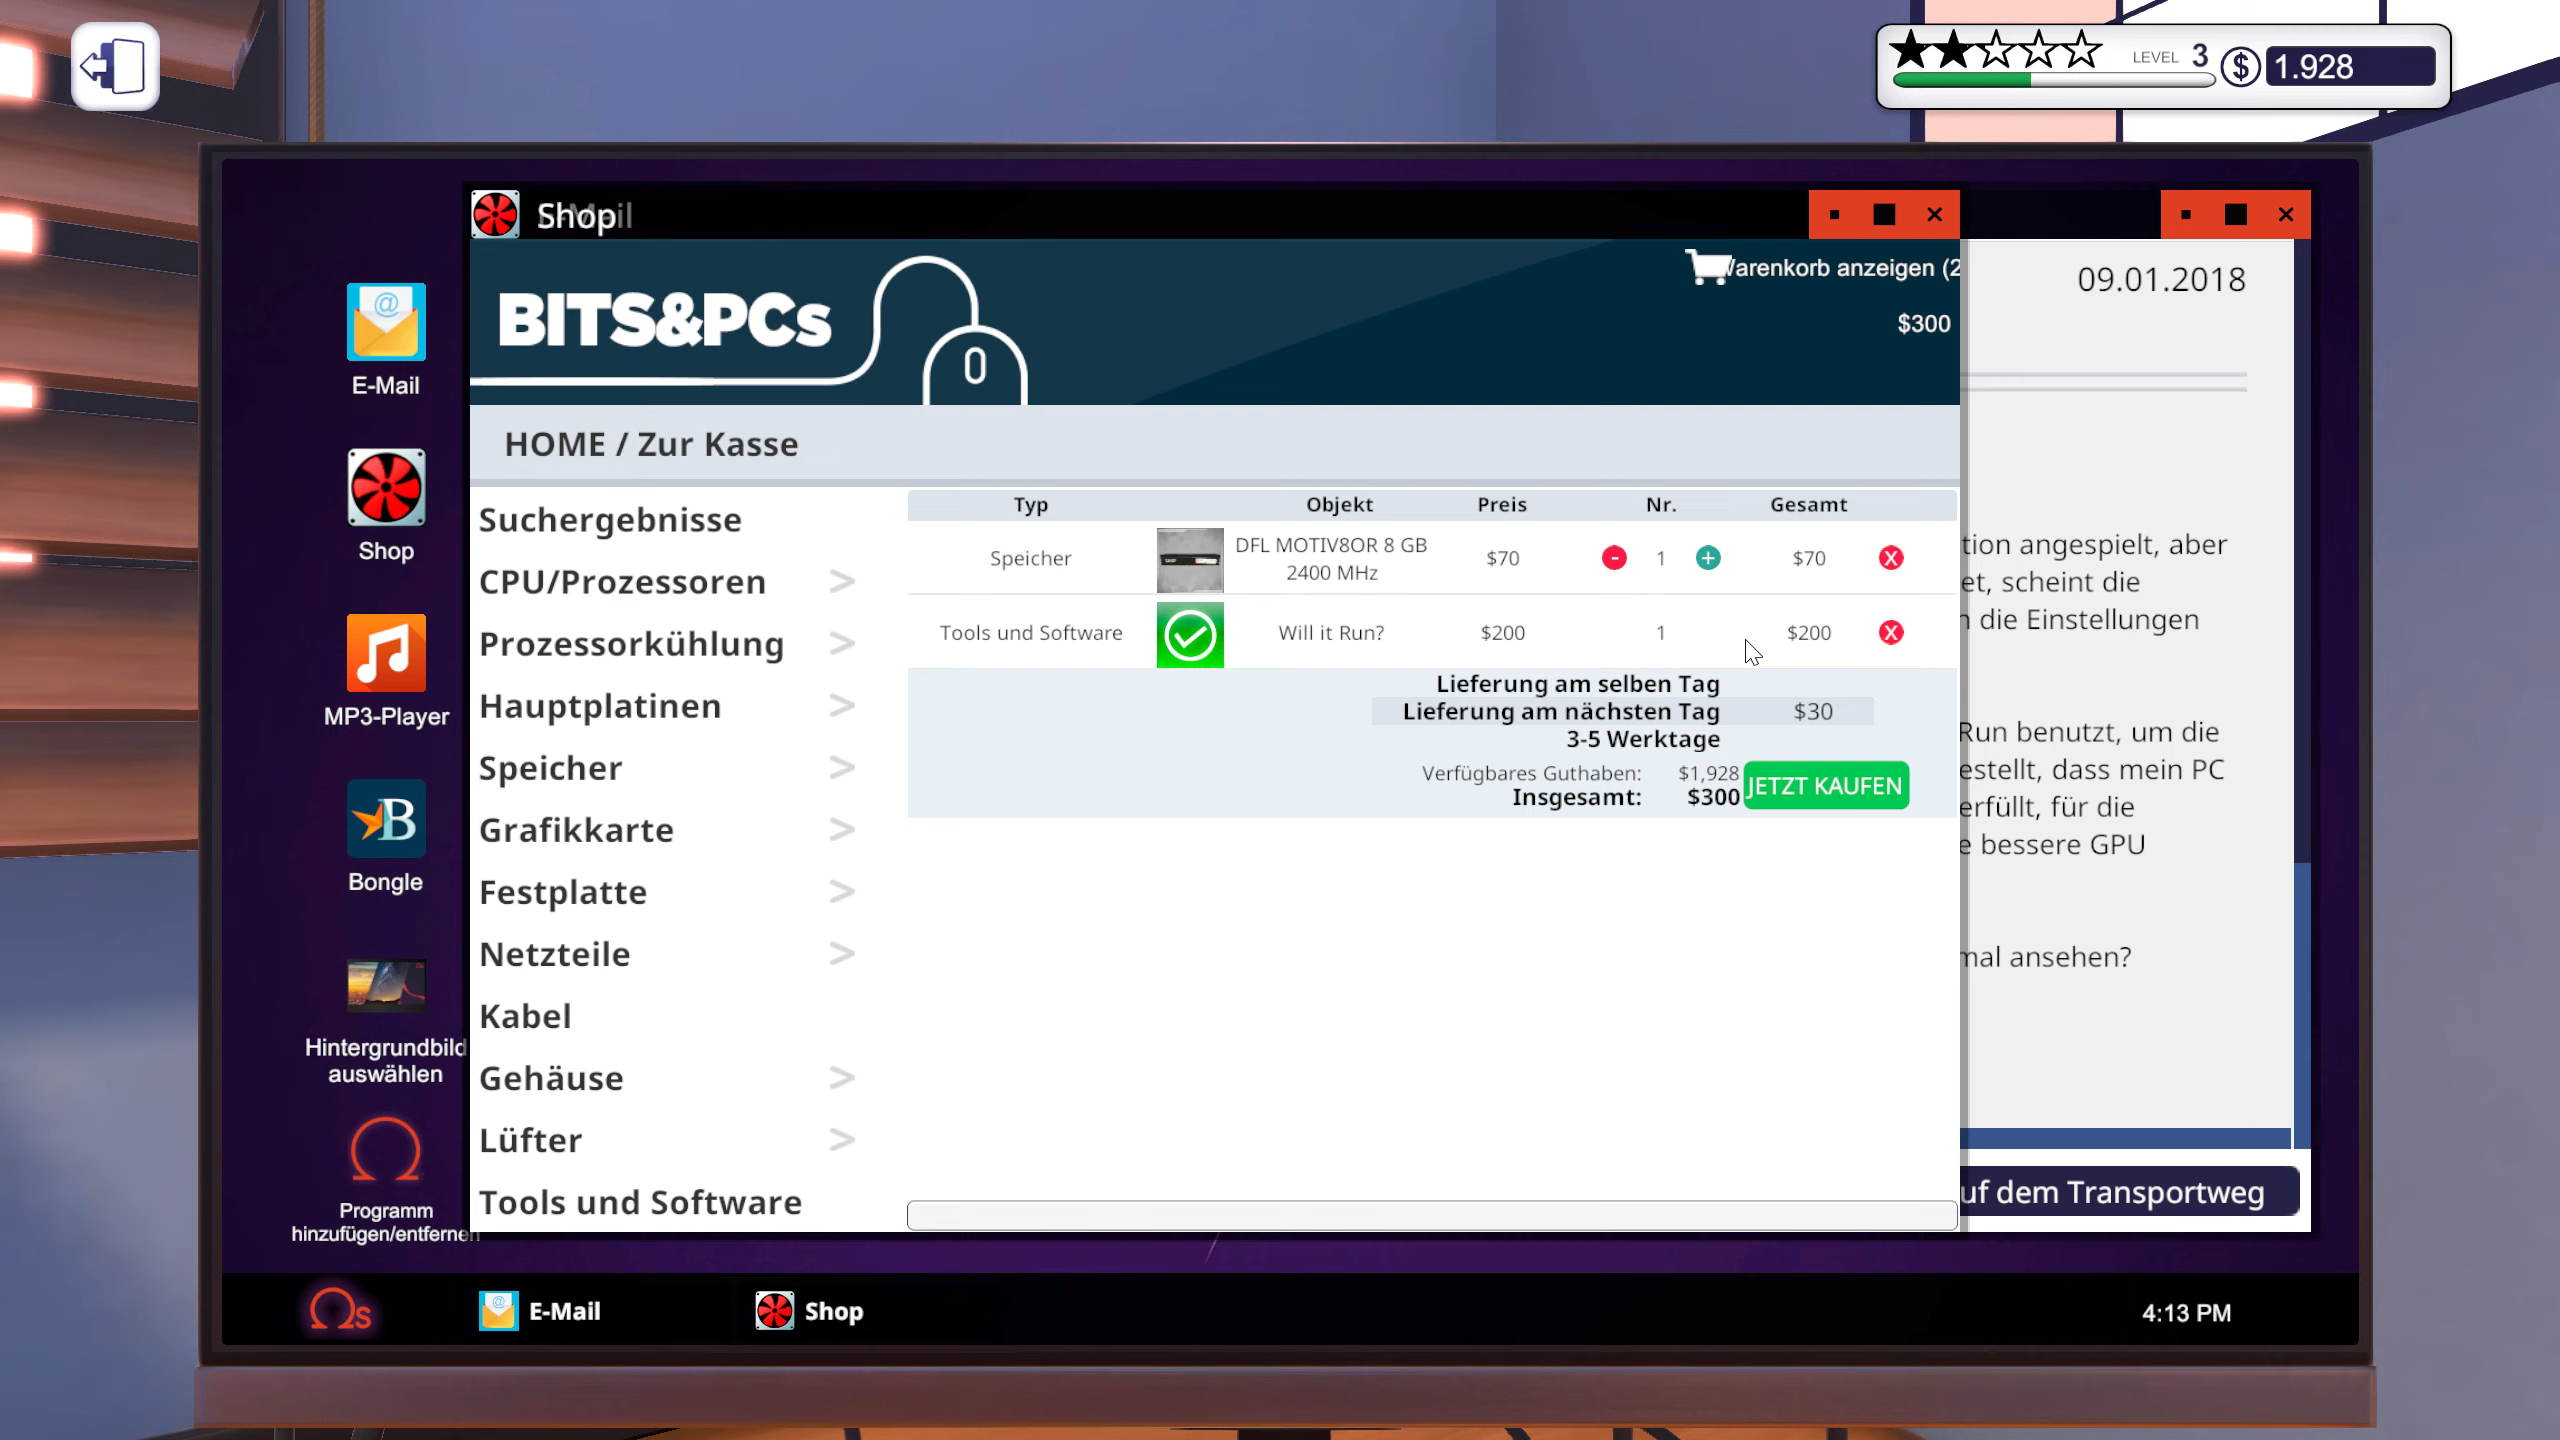 LEVEL 3
$ 1.928
Shop
09.01.2018
BITS&PCs
arenkorb anzeigen (2
$300
HOME / Zur Kasse
Suchergebnisse
CPU/Prozessoren >
Prozessorkühlung >
Hauptplatinen >
Speicher >
Grafikkarte >
Festplatte >
Netzteile >
Kabel
Gehäuse >
Lüfter >
Tools und Software
Typ Objekt Preis Nr. Gesamt
Speicher DFL MOTIV8OR 8 GB $70 - 1 + $70 X
2400 MHz
Tools und Software Will it Run? $200 1 $200 X
Lieferung am selben Tag
Lieferung am nächsten Tag $30
3-5 Werktage
Verfügbares Guthaben: $1,928
Insgesamt: $300
JETZT KAUFEN
tion angespielt, aber
et, scheint die
n die Einstellungen
Run benutzt, um die
estellt, dass mein PC
erfüllt, für die
e bessere GPU
mal ansehen?
uf dem Transportweg
E-Mail
Shop
MP3-Player
B
Bongle
Hintergrundbild
auswählen
Programm
hinzufügen/entfernen
Ωs
E-Mail
Shop
4:13 PM